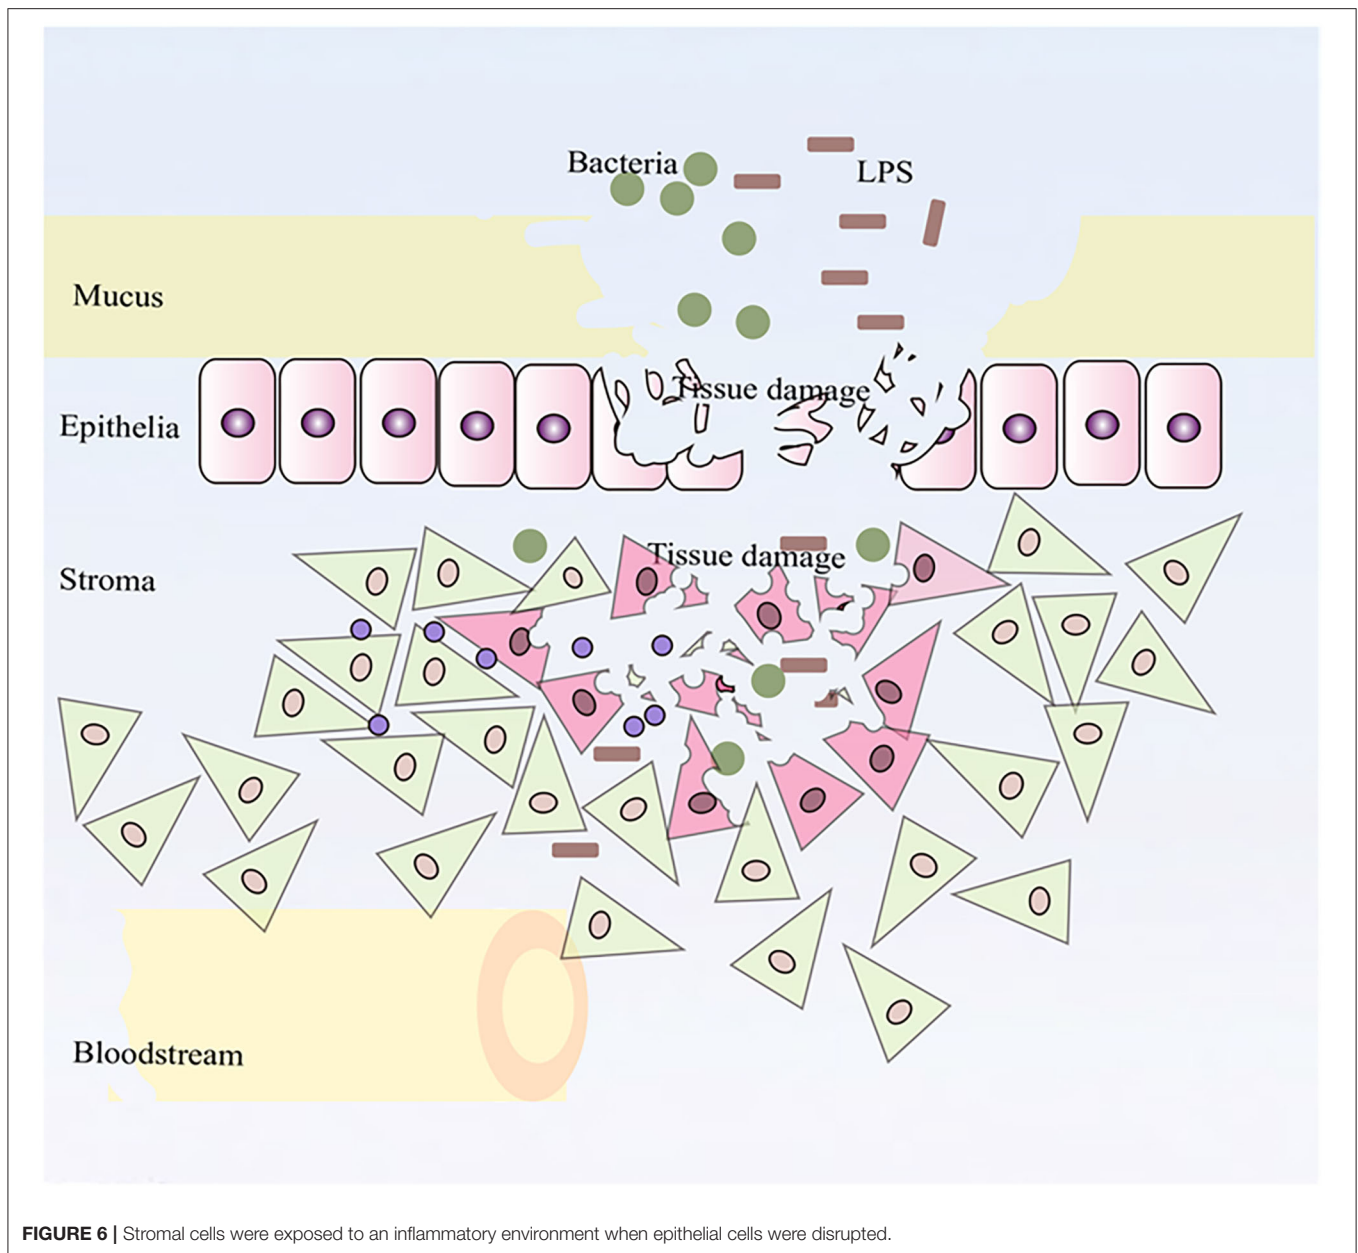 Bacteria
LPS
Mucus
Tissue damage
Epithelia
Tissue damage
Stroma
Bloodstream
FIGURE 6 | Stromal cells were exposed to an inflammatory environment when epithelial cells were disrupted.